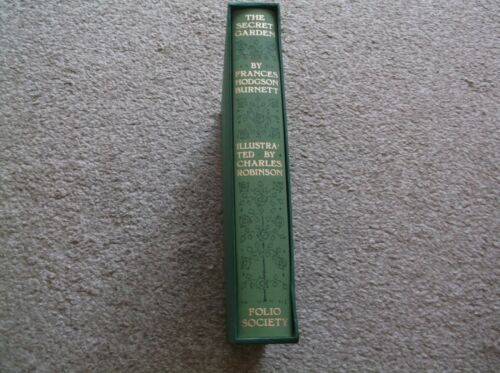 THE
SECRET
GARDEN
BY
FRANCES
HODGSON
BURNETT
ILLUSTRA-
TED BY
CHARLES
ROBINSON
FOLIO
SOCIETY